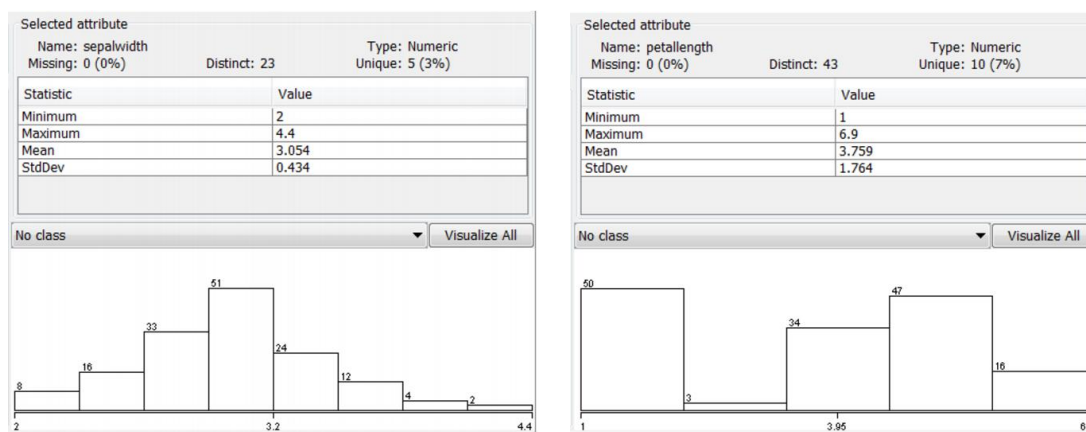 Selected attribute
Name: sepalwidth Type: Numeric
Missing: 0 (0%) Distinct: 23 Unique: 5 (3%)
Statistic Value
Minimum 2
Maximum 4.4
Mean 3.054
StdDev 0.434
No class Visualize All
51
33
24
16
12
8
4
2
2 3.2 4.4
Selected attribute
Name: petallength Type: Numeric
Missing: 0 (0%) Distinct: 43 Unique: 10 (7%)
Statistic Value
Minimum 1
Maximum 6.9
Mean 3.759
StdDev 1.764
No class Visualize All
50
47
34
16
3
1 3.95 6